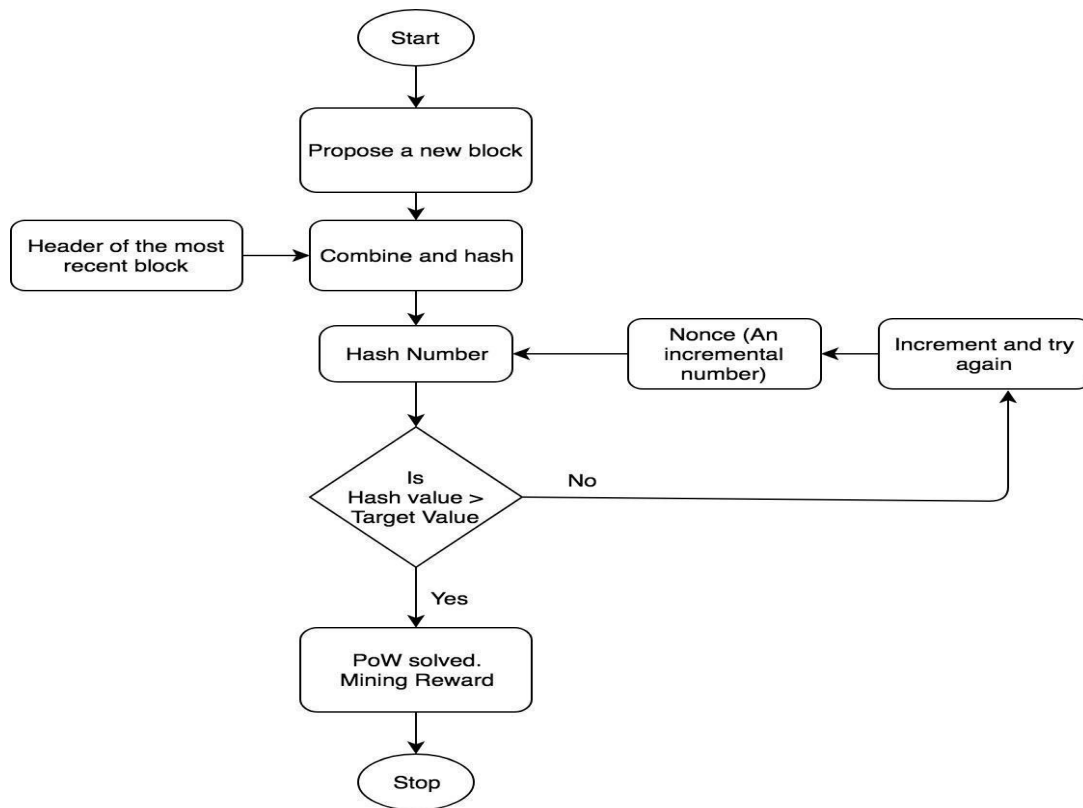 Start
Propose a new block
Header of the most
recent block
Combine and hash
Hash Number
Nonce (An
incremental
number)
Increment and try
again
Is
Hash value >
Target Value
No
Yes
PoW solved.
Mining Reward
Stop